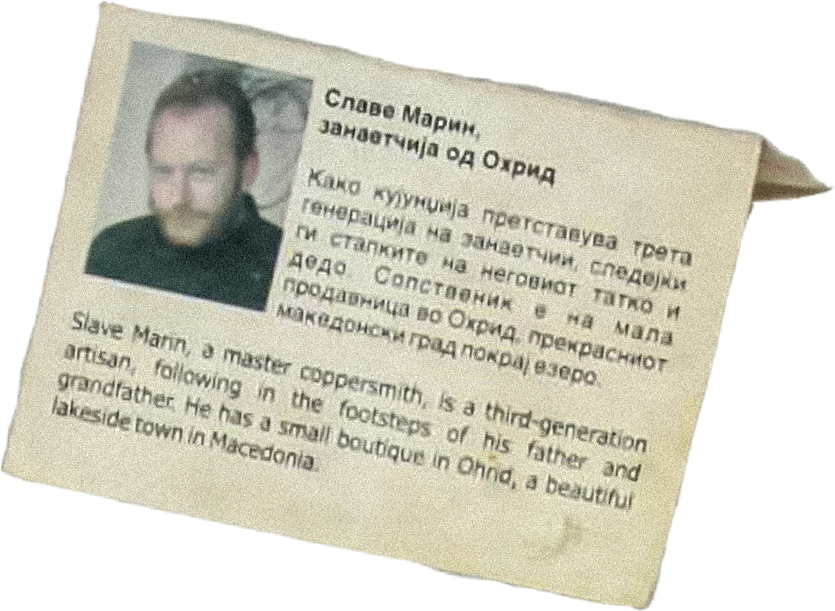 Славе Марин,
занаетчија од Охрид
Како кујунџија претставува трета
генерација на занаетчии, следејќи
ги стапките на неговиот татко и
дедо. Сопственик е на мала
продавница во Охрид, прекрасниот
македонски град покрај езеро.
Slave Marin, a master coppersmith, is a third-generation
artisan, following in the footsteps of his father and
grandfather. He has a small boutique in Ohrid, a beautiful
lakeside town in Macedonia.